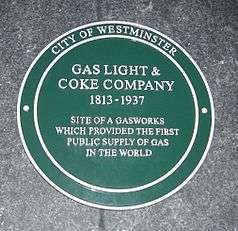 CITY OF WESTMINSTER
GAS LIGHT &
COKE COMPANY
1813-1937
SITE OF A GASWORKS
WHICH PROVIDED THE FIRST
PUBLIC SUPPLY OF GAS
IN THE WORLD